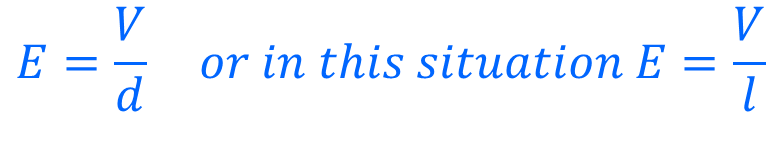 E = V/d or in this situation E = V/l